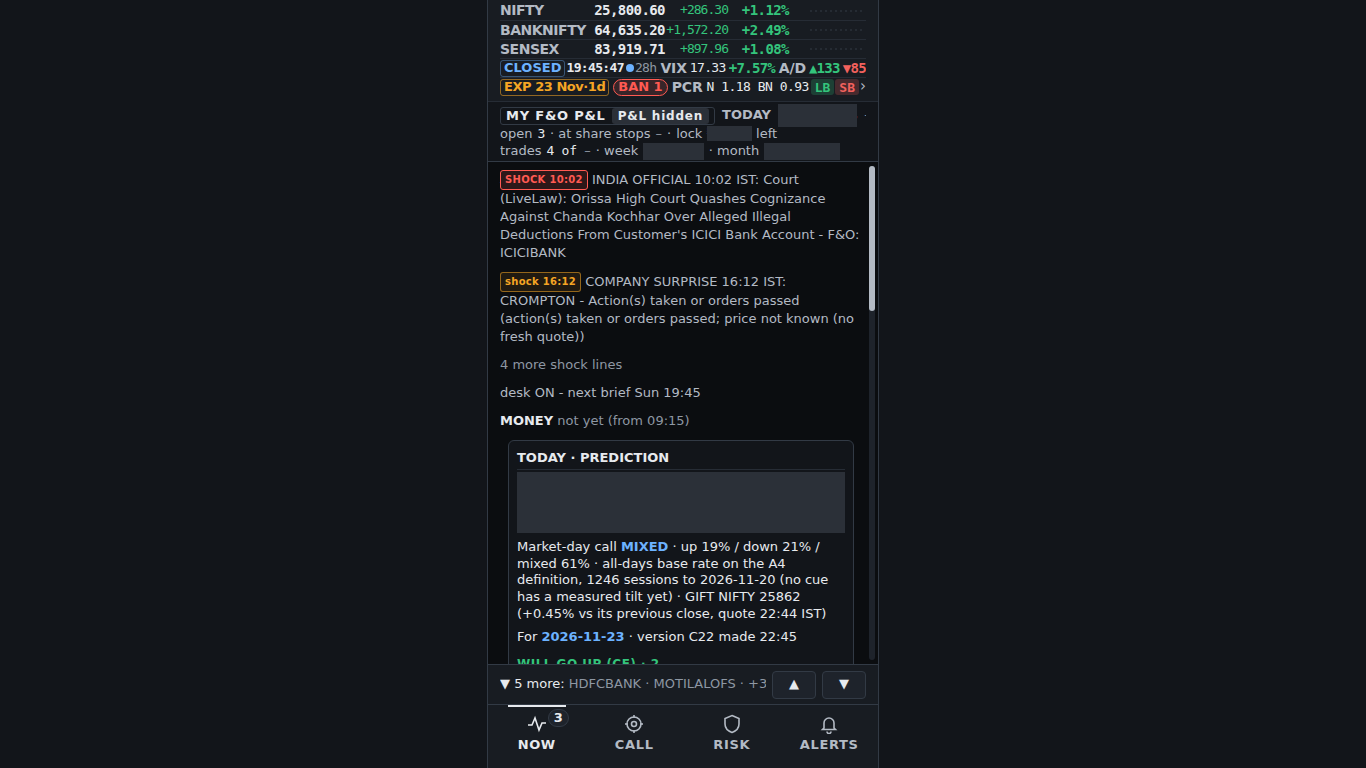 NIFTY 25,800.60 +286.30 +1.12%
BANKNIFTY 64,635.20 +1,572.20 +2.49%
SENSEX 83,919.71 +897.96 +1.08%
CLOSED 19:45:47 28h VIX 17.33 +7.57% A/D ▲133 ▼85
EXP 23 Nov·1d BAN 1 PCR N 1.18 BN 0.93 LB SB ›
MY F&O P&L P&L hidden TODAY
open 3 · at share stops – · lock left
trades 4 of – · week · month
SHOCK 10:02 INDIA OFFICIAL 10:02 IST: Court
(LiveLaw): Orissa High Court Quashes Cognizance
Against Chanda Kochhar Over Alleged Illegal
Deductions From Customer's ICICI Bank Account - F&O:
ICICIBANK
shock 16:12 COMPANY SURPRISE 16:12 IST:
CROMPTON - Action(s) taken or orders passed
(action(s) taken or orders passed; price not known (no
fresh quote))
4 more shock lines
desk ON - next brief Sun 19:45
MONEY not yet (from 09:15)
TODAY · PREDICTION
Market-day call MIXED · up 19% / down 21% /
mixed 61% · all-days base rate on the A4
definition, 1246 sessions to 2026-11-20 (no cue
has a measured tilt yet) · GIFT NIFTY 25862
(+0.45% vs its previous close, quote 22:44 IST)
For 2026-11-23 · version C22 made 22:45
WILL GO UP (CE) · 2
▼ 5 more: HDFCBANK · MOTILALOFS · +3 ▲ ▼
3
NOW CALL RISK ALERTS